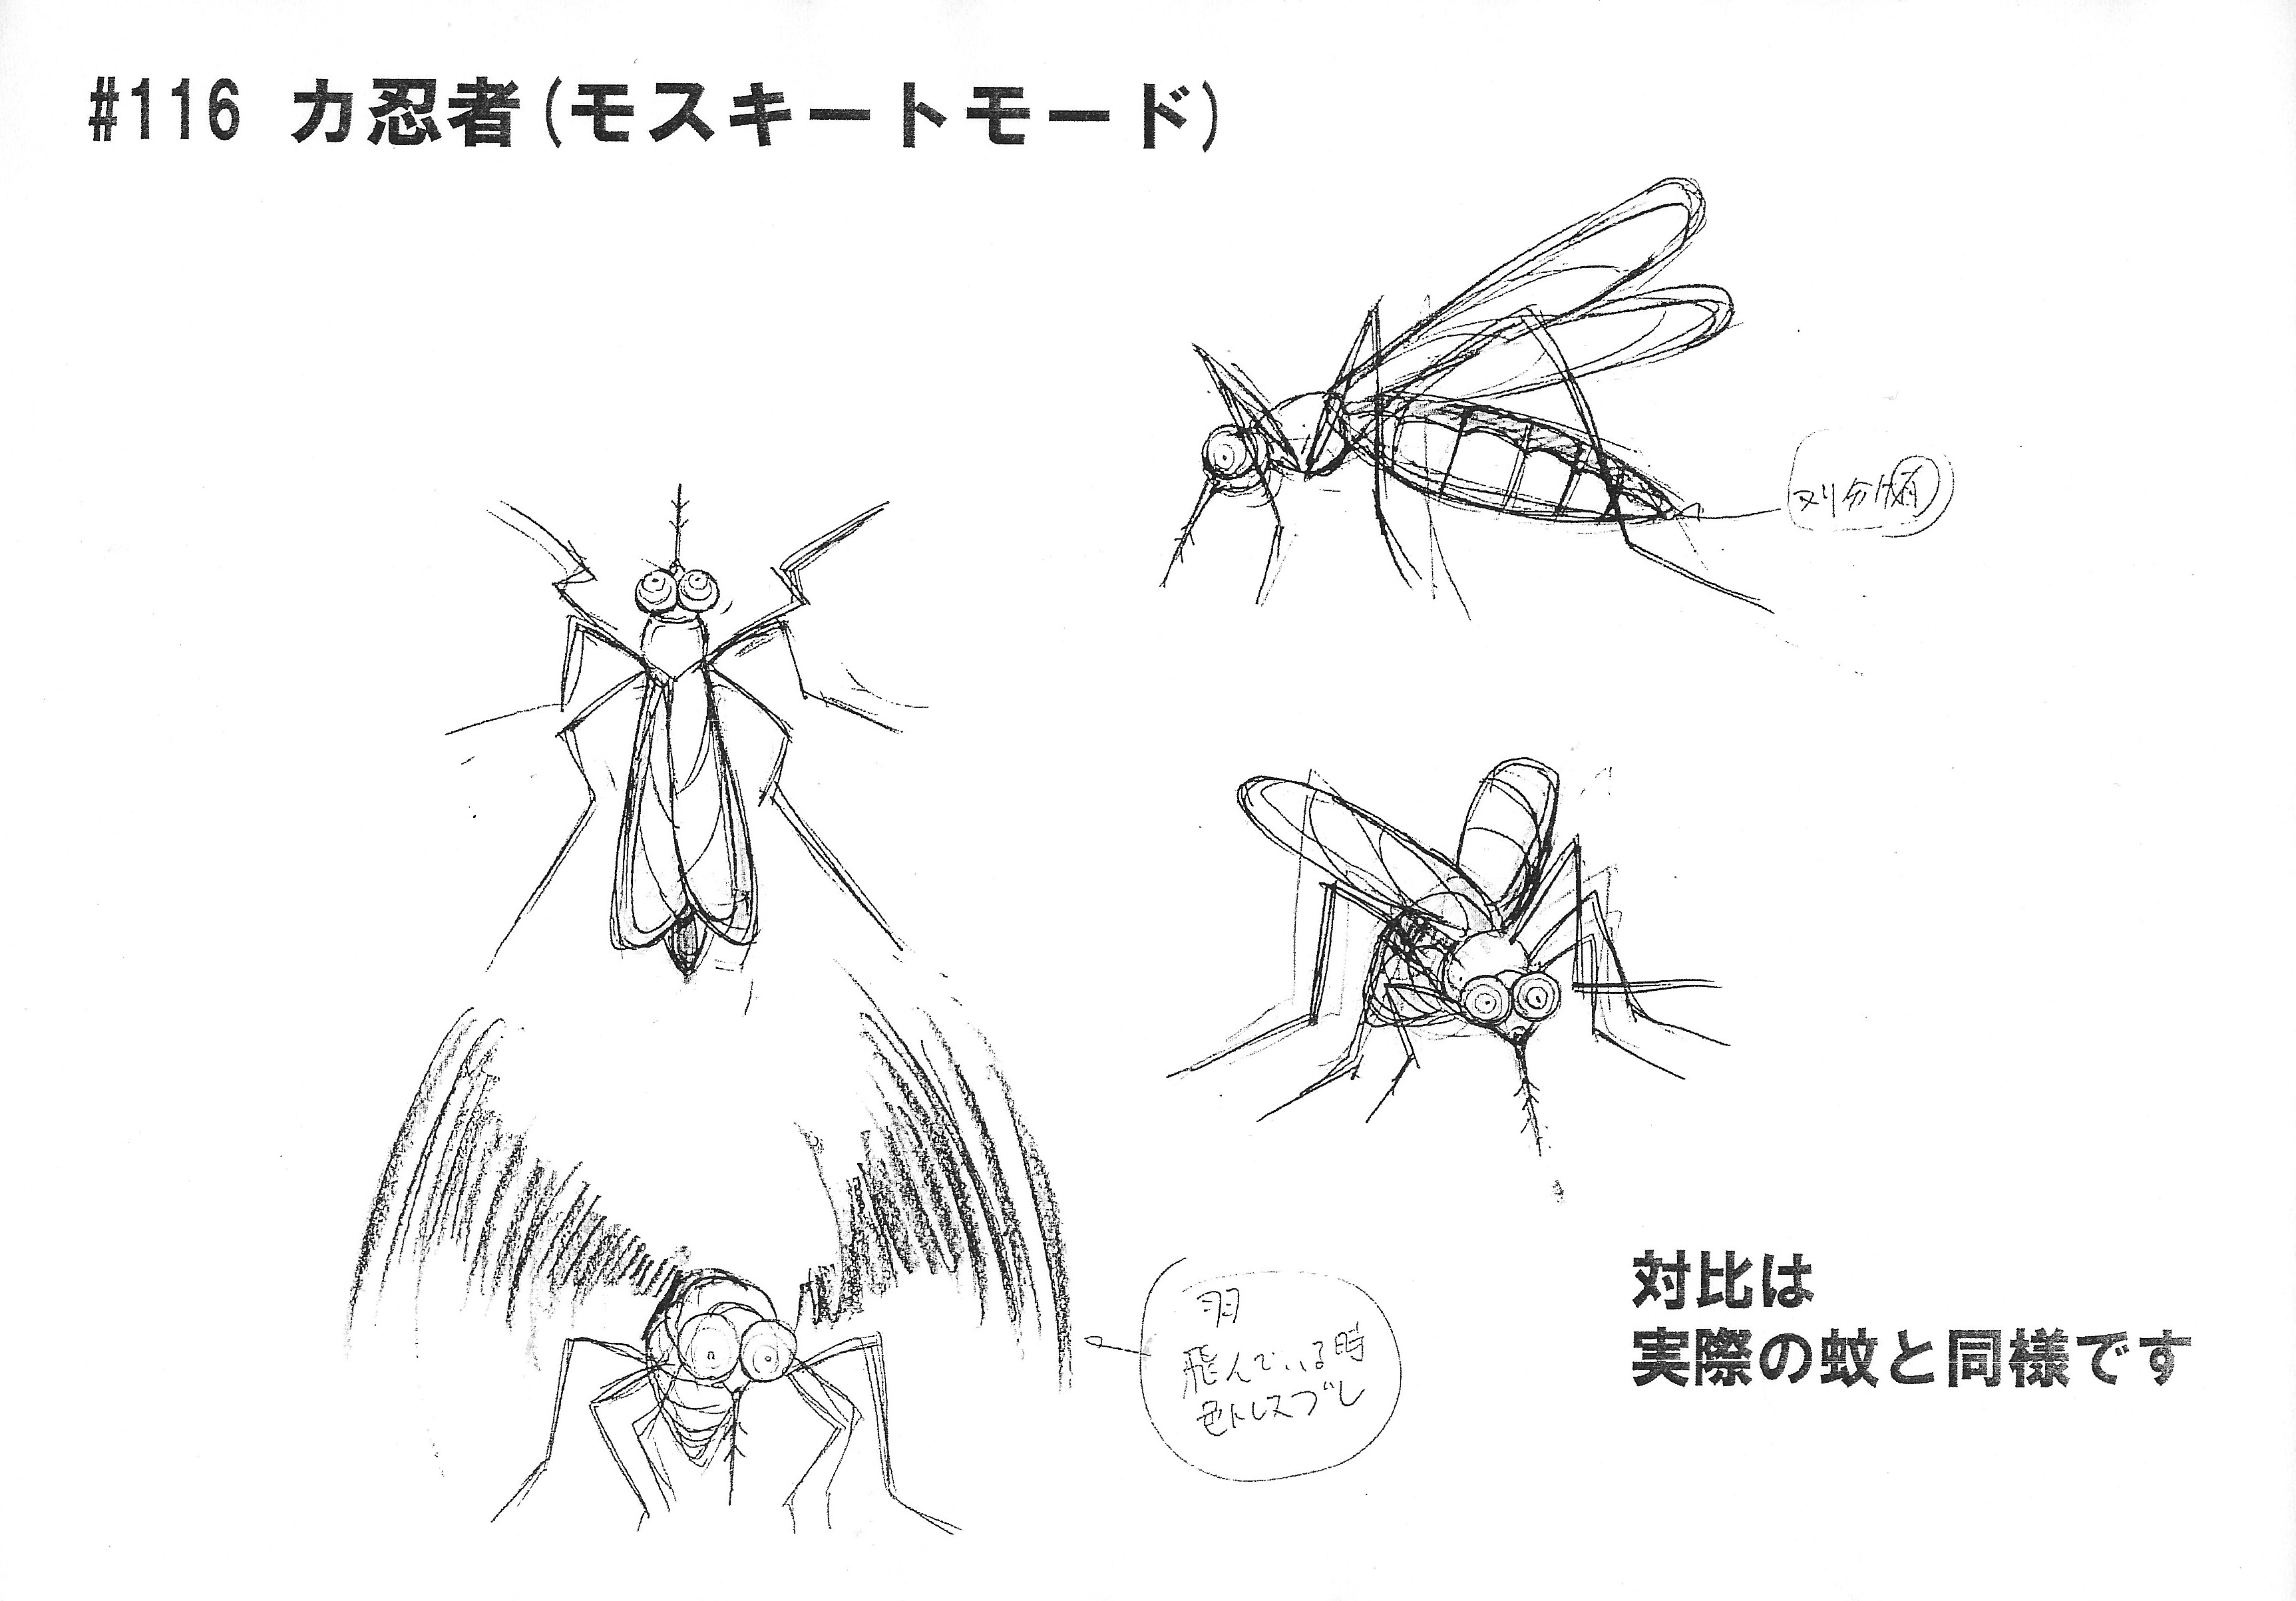 #116 カ忍者(モスキートモード)
ヌリ分け有
羽
飛んでいる時
色トレスブレ
対比は
実際の蚊と同様です